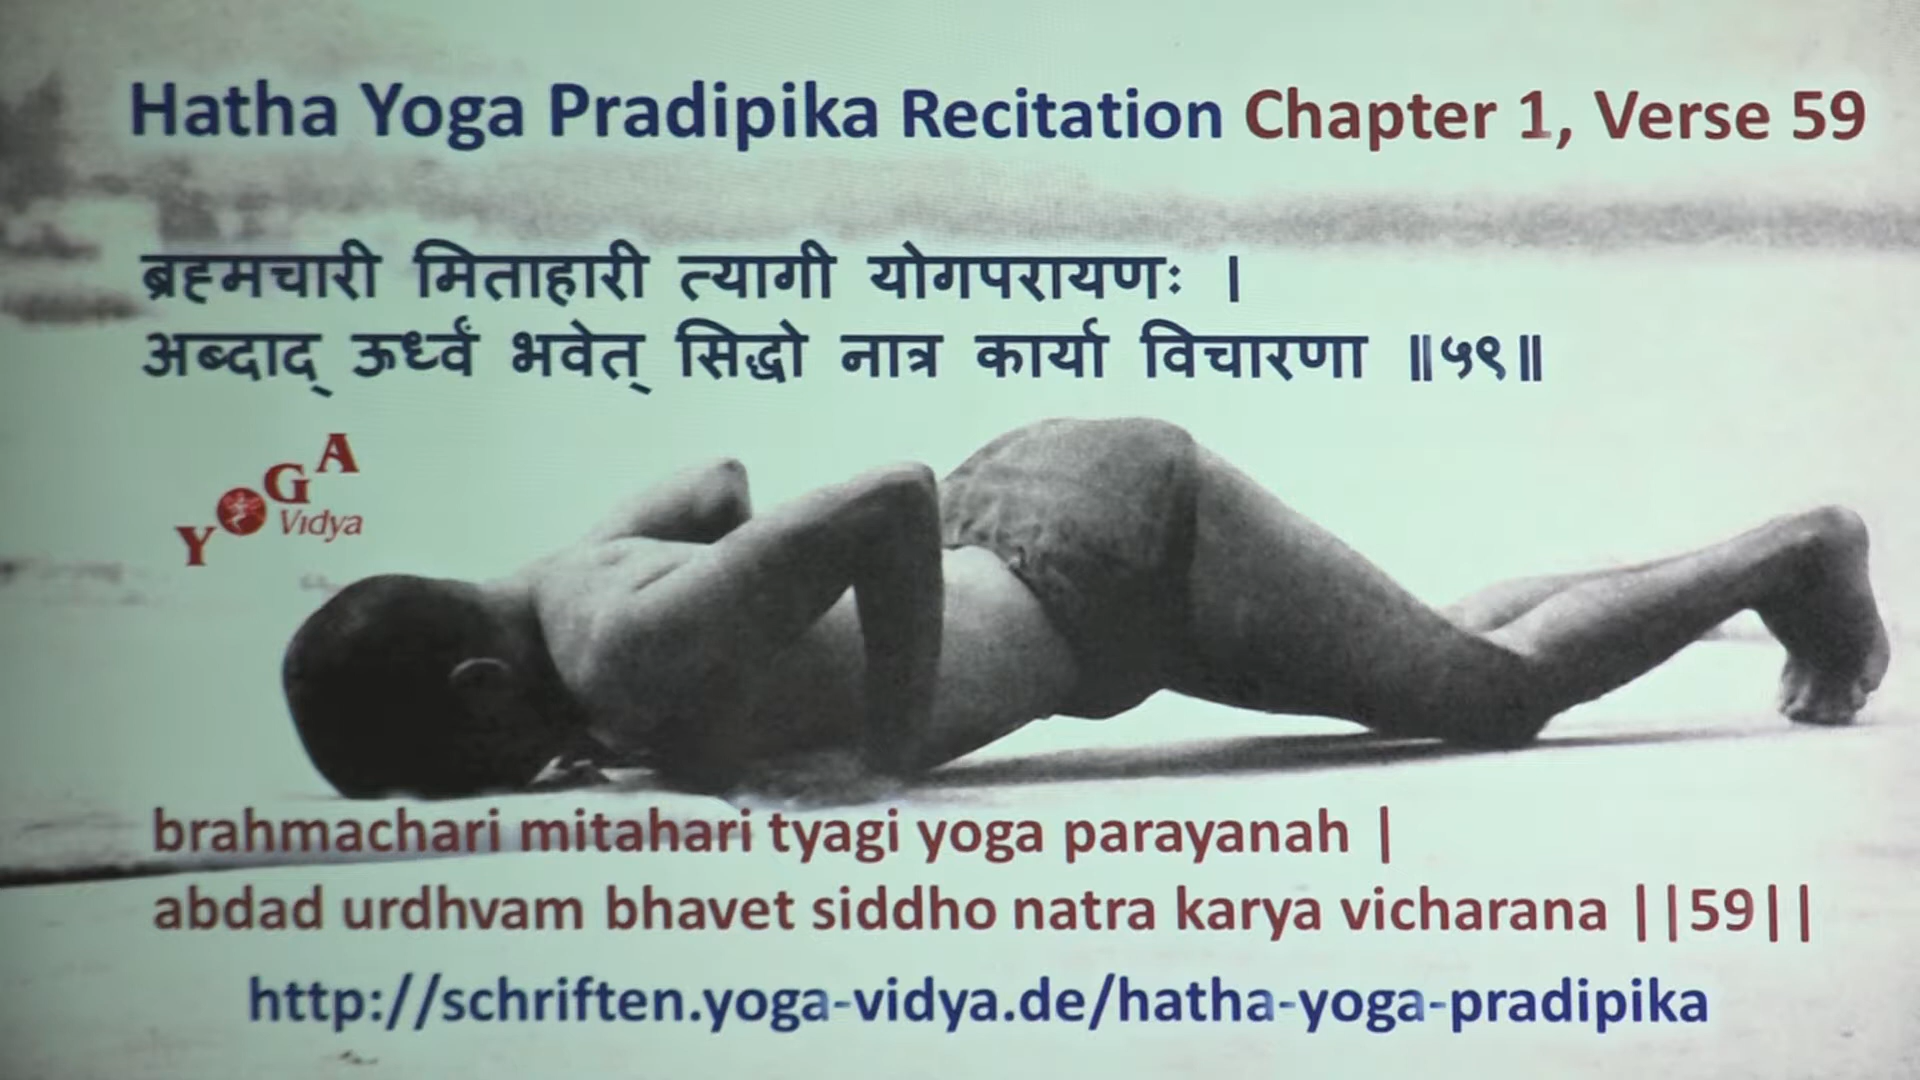 Hatha Yoga Pradipika Recitation Chapter 1, Verse 59
ब्रह्मचारी मिताहारी त्यागी योगपरायणः ।
अब्दाद् ऊर्ध्वं भवेत् सिद्धो नात्र कार्या विचारणा ॥५९॥
YOGA
Vidya
brahmachari mitahari tyagi yoga parayanah |
abdad urdhvam bhavet siddho natra karya vicharana ||59||
http://schriften.yoga-vidya.de/hatha-yoga-pradipika